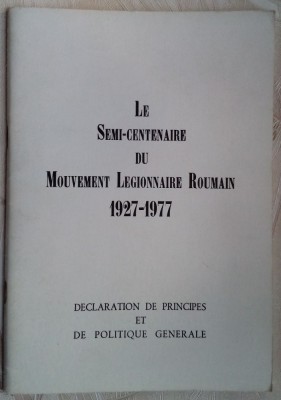 LE
SEMI-CENTENAIRE
DU
MOUVEMENT LEGIONNAIRE ROUMAIN
1927-1977
DECLARATION DE PRINCIPES
ET
DE POLITIQUE GENERALE